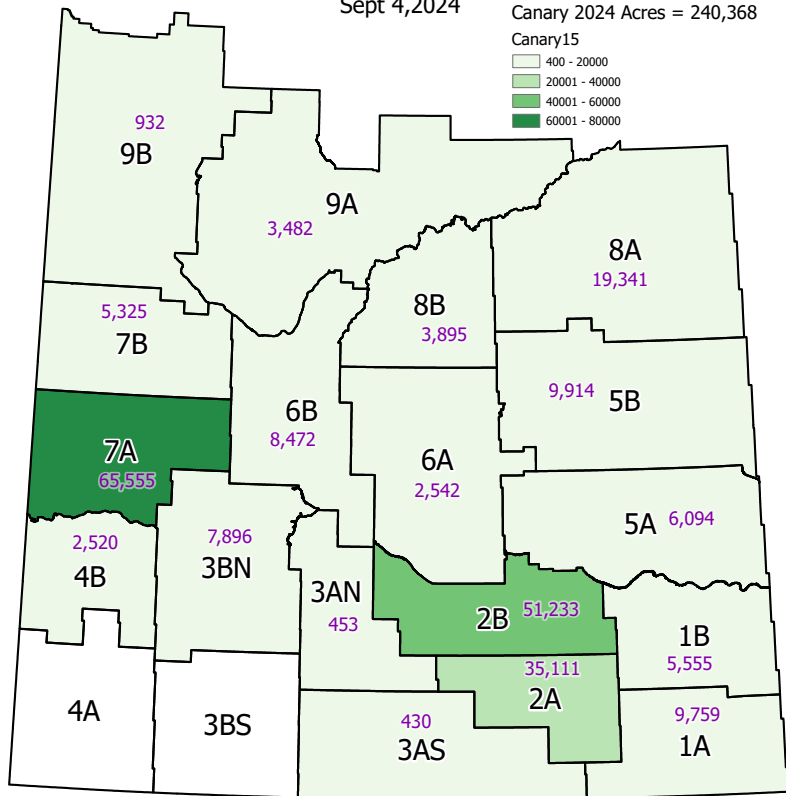 Sept 4,2024
Canary 2024 Acres = 240,368
Canary15
400 - 20000
20001 - 40000
40001 - 60000
60001 - 80000
932
9B
9A
3,482
8A
19,341
5,325
7B
8B
3,895
9,914
5B
6B
8,472
7A
65,555
6A
2,542
5A
6,094
2,520
4B
7,896
3BN
3AN
453
2B
51,233
1B
5,555
35,111
2A
4A
3BS
430
3AS
9,759
1A